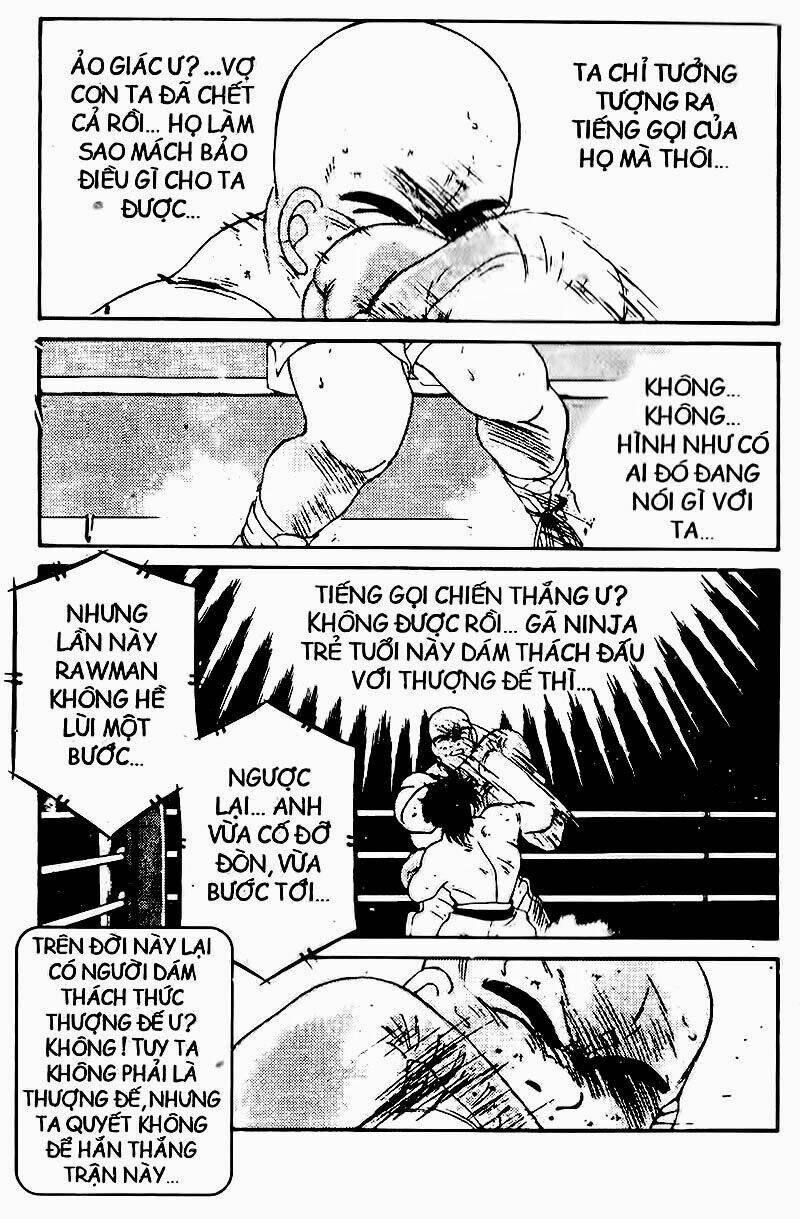 ẢO GIÁC Ư? ...VỢ
CON TA ĐÃ CHẾT
CẢ RỒI... HỌ LÀM
SAO MÁCH BẢO
ĐIỀU GÌ CHO TA
ĐƯỢC...
TA CHỈ TƯỞNG
TƯỢNG RA
TIẾNG GỌI CỦA
HỌ MÀ THÔI...
KHÔNG...
KHÔNG...
HÌNH NHƯ CÓ
AI ĐÓ ĐANG
NÓI GÌ VỚI
TA...
TIẾNG GỌI CHIẾN THẮNG Ư?
KHÔNG ĐƯỢC RỒI... GÃ NINJA
TRẺ TUỔI NÀY DÁM THÁCH ĐẤU
VỚI THƯỢNG ĐẾ THÌ...
NHƯNG
LẦN NÀY
RAWMAN
KHÔNG HỀ
LÙI MỘT
BƯỚC...
NGƯỢC
LẠI... ANH
VỪA CỐ ĐỠ
ĐÒN, VỪA
BƯỚC TỚI...
TRÊN ĐỜI NÀY LẠI
CÓ NGƯỜI DÁM
THÁCH THỨC
THƯỢNG ĐẾ Ư?
KHÔNG! TUY TA
KHÔNG PHẢI LÀ
THƯỢNG ĐẾ, NHƯNG
TA QUYẾT KHÔNG
ĐỂ HẮN THẮNG
TRẬN NÀY...